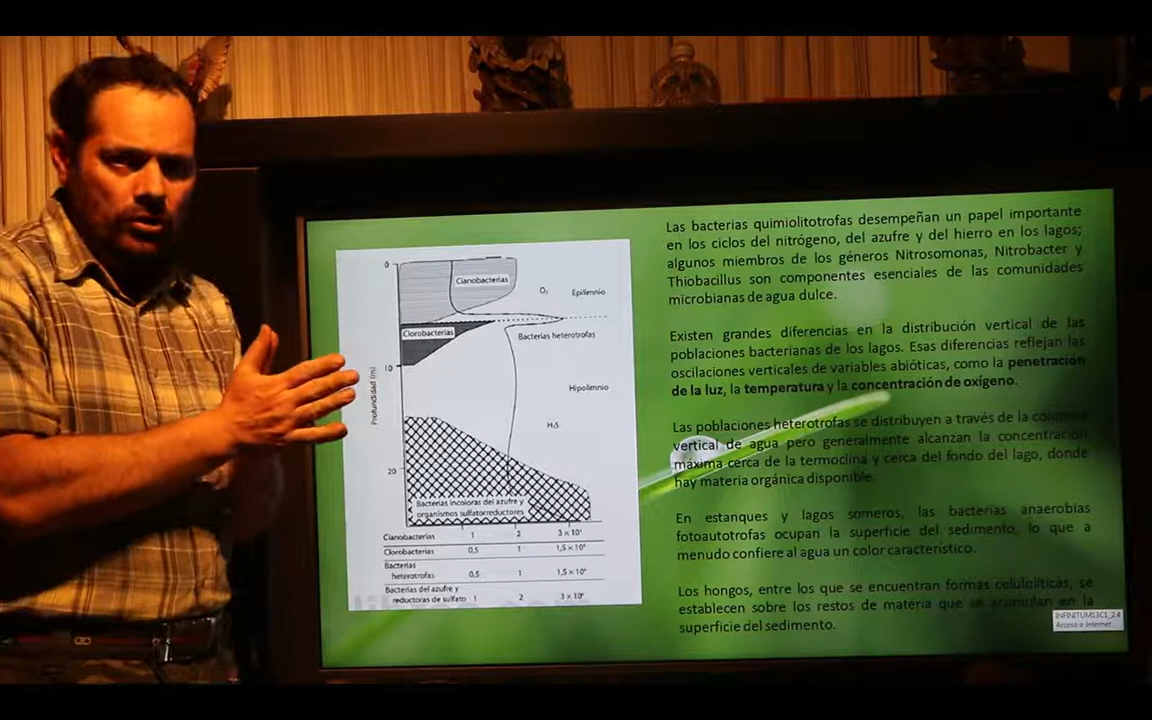 0
Cianobacterias
O₂
Epilimnio
Clorobacterias
Bacterias heterotrofas
10
Profundidad (m)
Hipolimnio
H₂S
20
Bacterias incoloras del azufre y
organismos sulfatorreductores
Cianobacterias 1 2
Clorobacterias 0,5 1
Bacterias
heterotrofas 0,5 1
Bacterias del azufre y
reductoras de sulfato 1 2
Las bacterias quimiolitotrofas desempeñan un papel importante
en los ciclos del nitrógeno, del azufre y del hierro en los lagos;
algunos miembros de los géneros Nitrosomonas, Nitrobacter y
Thiobacillus son componentes esenciales de las comunidades
microbianas de agua dulce.
Existen grandes diferencias en la distribución vertical de las
poblaciones bacterianas de los lagos. Esas diferencias reflejan las
oscilaciones verticales de variables abióticas, como la penetración
de la luz, la temperatura y la concentración de oxígeno.
Las poblaciones heterotrofas se distribuyen a través de la columna
vertical de agua pero generalmente alcanzan la concentración
máxima cerca de la termoclina y cerca del fondo del lago, donde
hay materia orgánica disponible.
En estanques y lagos someros, las bacterias anaerobias
fotoautotrofas ocupan la superficie del sedimento, lo que a
menudo confiere al agua un color característico.
Los hongos, entre los que se encuentran formas celulolíticas, se
establecen sobre los restos de materia que se acumulan en la
superficie del sedimento.
INFINITUM13C1_2.4
Acceso a Internet